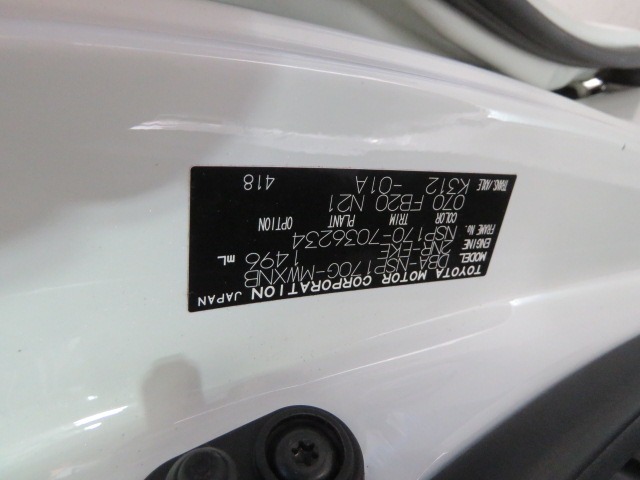 TOYOTA MOTOR CORPORATION JAPAN
MODEL DBA-NSP170G-MWXNB
ENGINE 2NR-FKE 1496 mL
FRAME No. NSP170-7036234
COLOR TRIM PLANT OPTION
070 FB20 N21
TRANS./AXLE K312 -01A
418